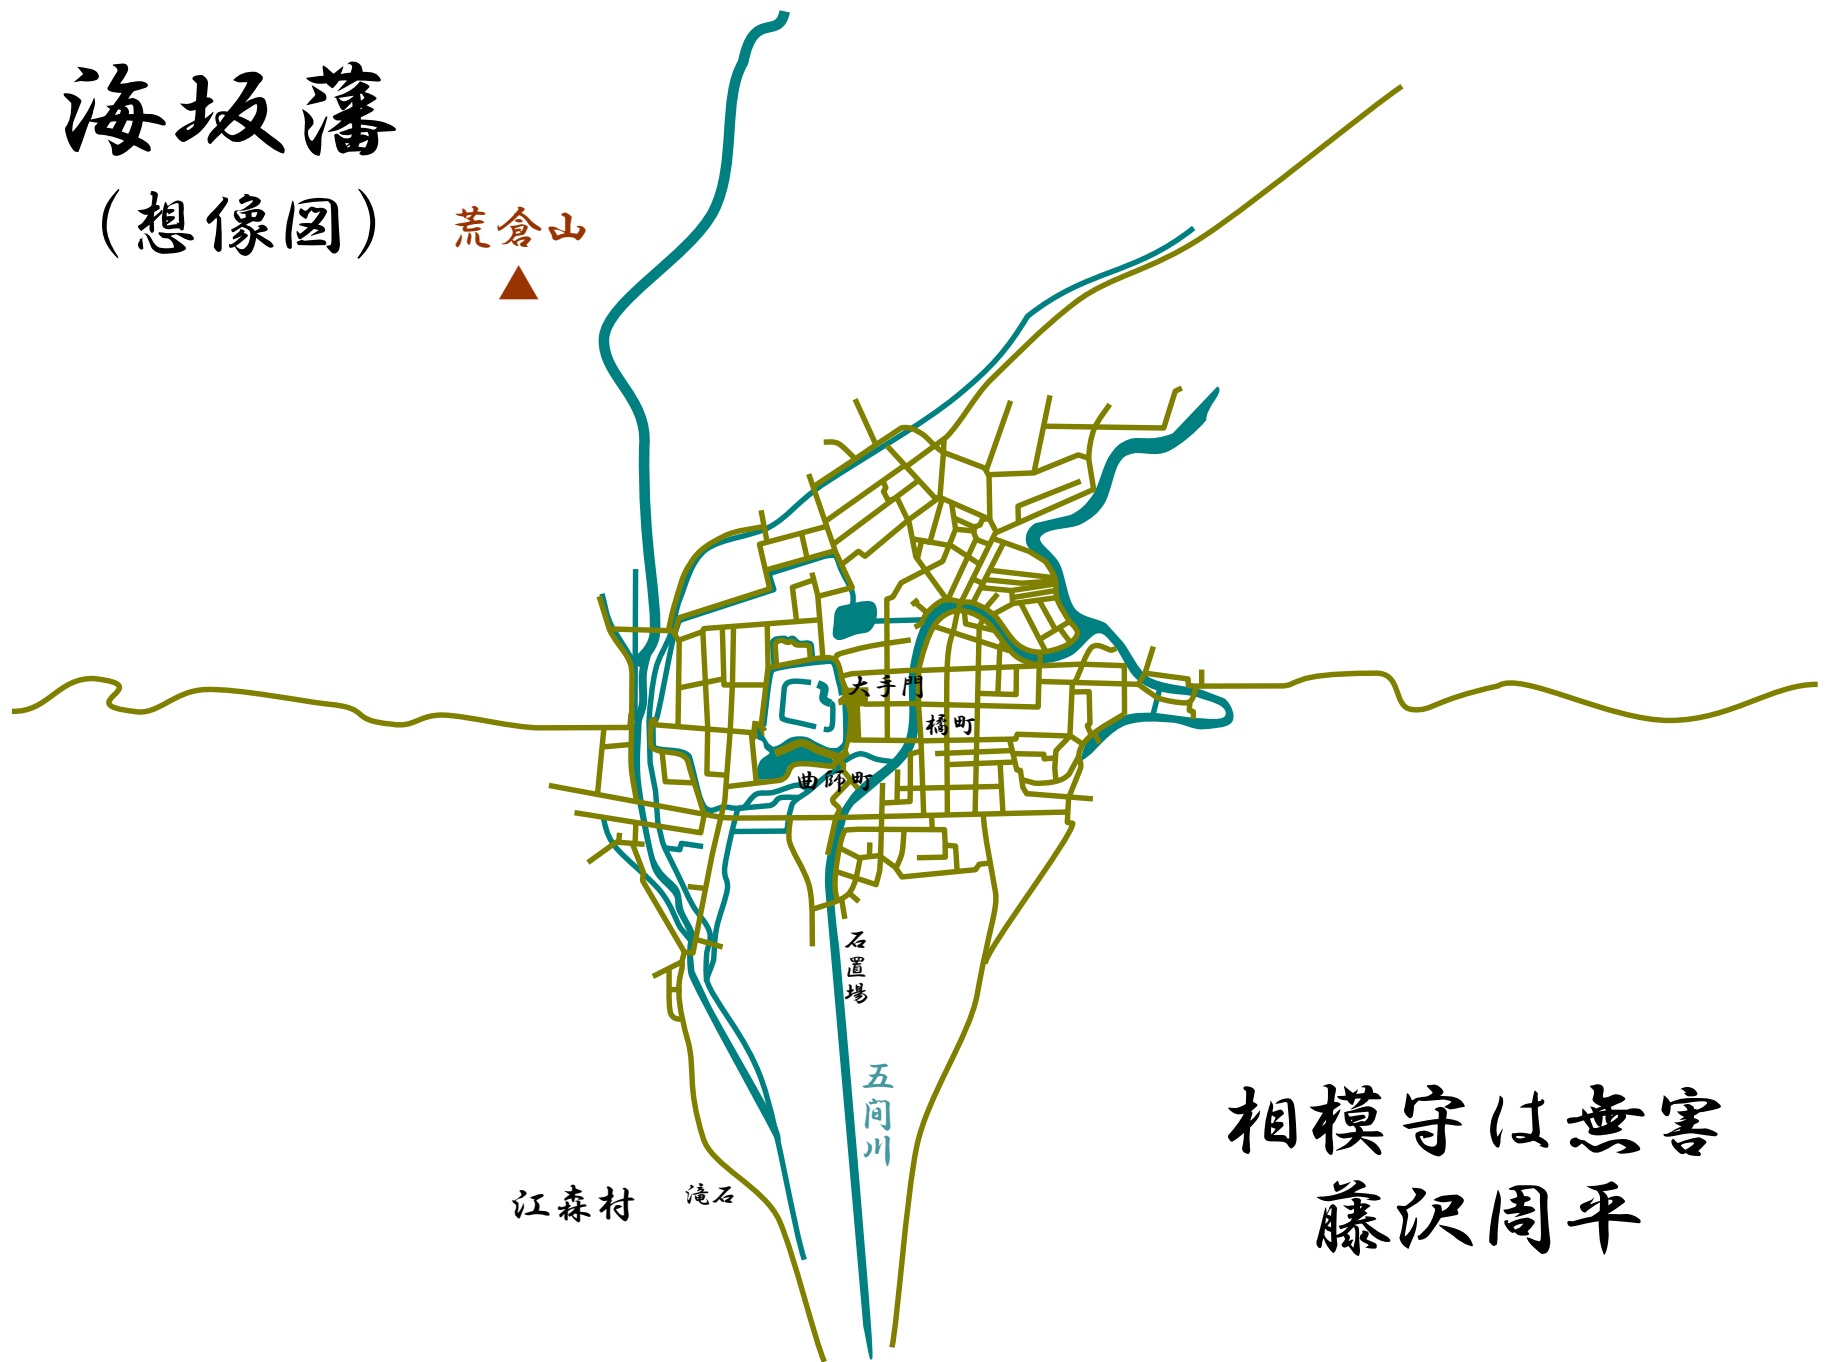 海坂藩
（想像図）
荒倉山
大手門
橘町
曲師町
石置場
五间川
江森村
滝石
相模守は無害
藤沢周平